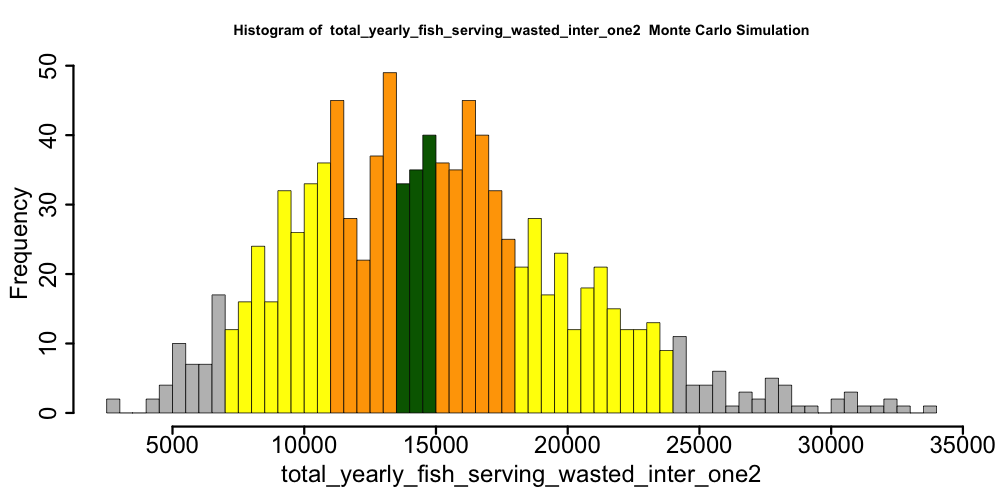 Histogram of total_yearly_fish_serving_wasted_inter_one2 Monte Carlo Simulation
50
40
30
20
10
0
Frequency
5000 10000 15000 20000 25000 30000 35000
total_yearly_fish_serving_wasted_inter_one2